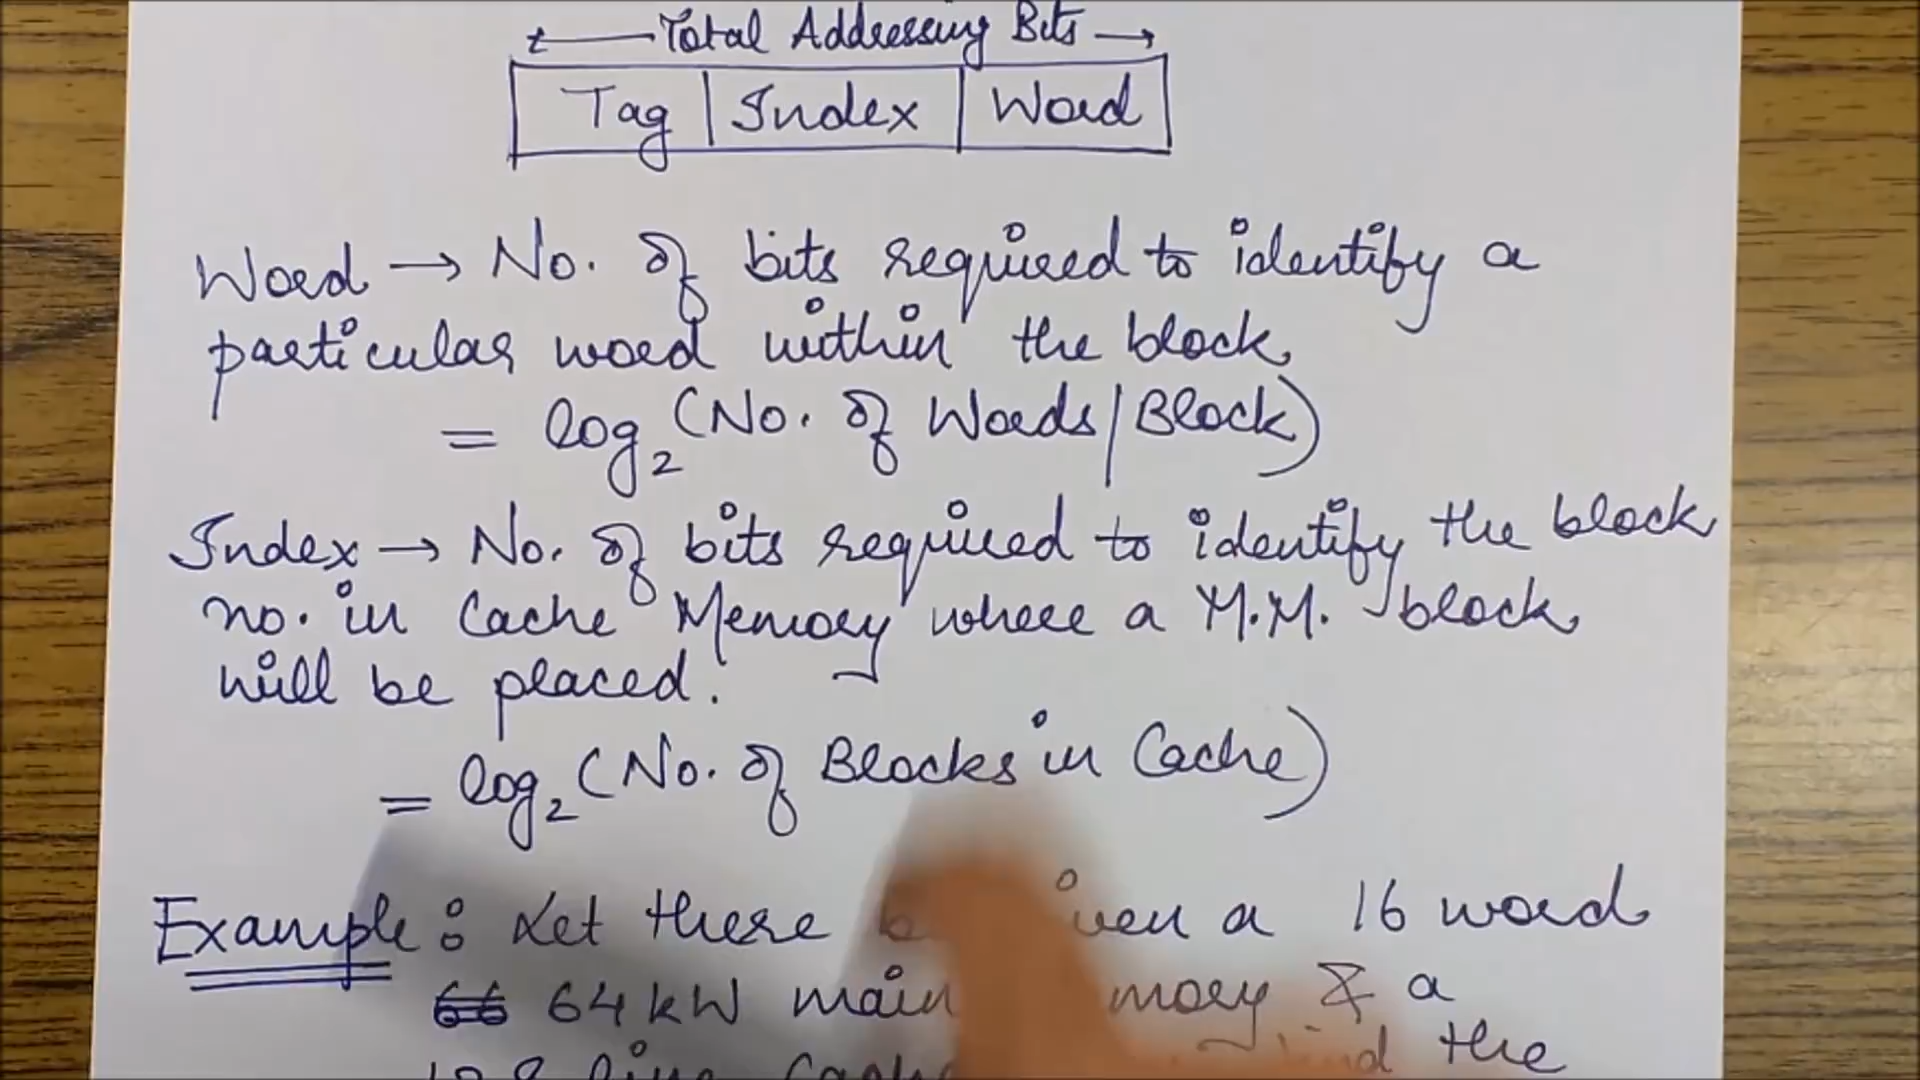 Total Addressing Bits
Tag Index Word
Word → No. of bits required to identify a
particular word within the block.
= log₂ (No. of Words/Block)
Index → No. of bits required to identify the block
no. in Cache Memory where a M.M. block
will be placed.
= log₂ (No. of Blocks in Cache)
Example: Let there a 16 word
64 kW main & a
line the